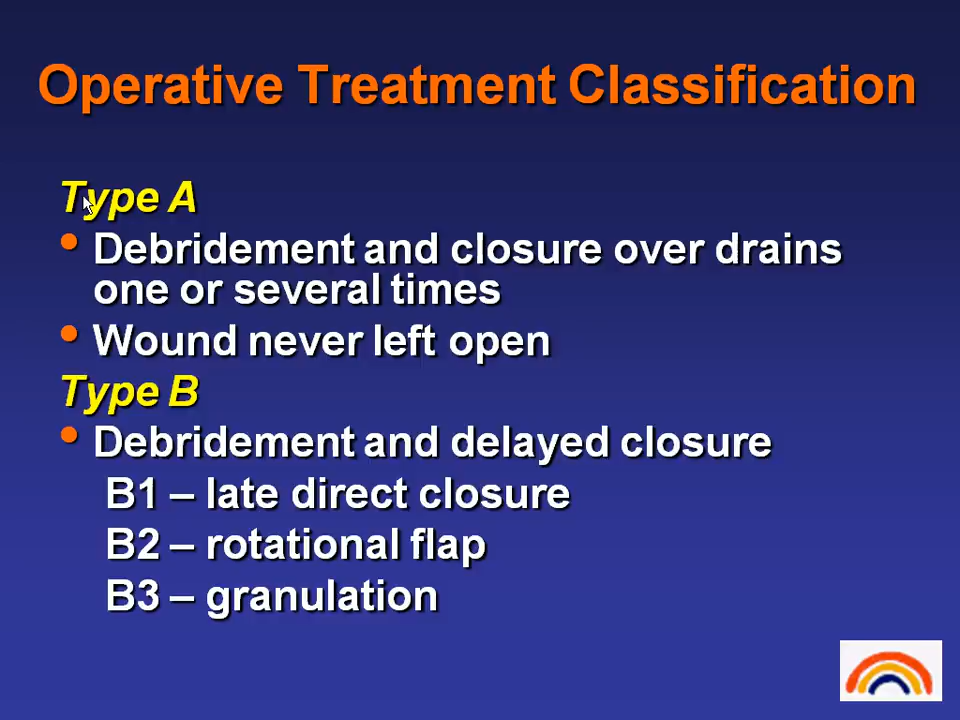 Operative Treatment Classification
Type A
• Debridement and closure over drains
one or several times
• Wound never left open
Type B
• Debridement and delayed closure
B1 – late direct closure
B2 – rotational flap
B3 – granulation